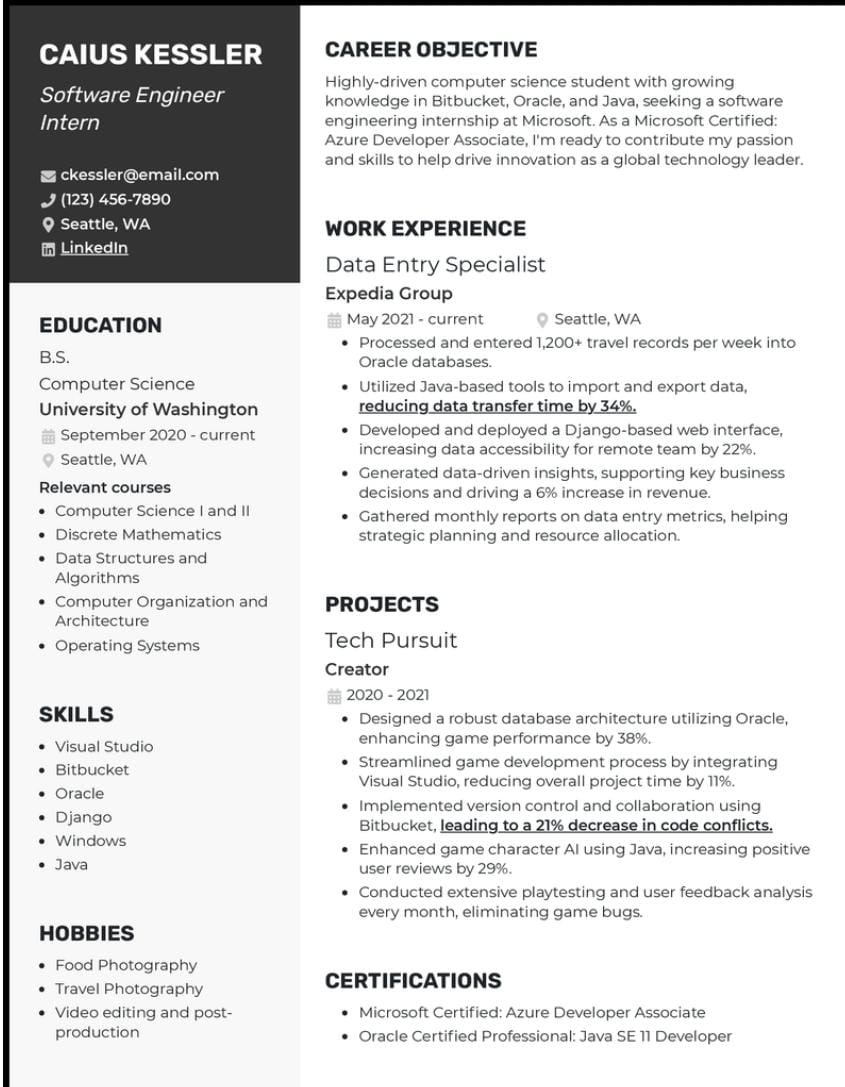 CAIUS KESSLER
Software Engineer
Intern
ckessler@email.com
(123) 456-7890
Seattle, WA
LinkedIn
EDUCATION
B.S.
Computer Science
University of Washington
September 2020 - current
Seattle, WA
Relevant courses
• Computer Science I and II
• Discrete Mathematics
• Data Structures and
Algorithms
• Computer Organization and
Architecture
• Operating Systems
SKILLS
• Visual Studio
• Bitbucket
• Oracle
• Django
• Windows
• Java
HOBBIES
• Food Photography
• Travel Photography
• Video editing and post-
production
CAREER OBJECTIVE
Highly-driven computer science student with growing
knowledge in Bitbucket, Oracle, and Java, seeking a software
engineering internship at Microsoft. As a Microsoft Certified:
Azure Developer Associate, I'm ready to contribute my passion
and skills to help drive innovation as a global technology leader.
WORK EXPERIENCE
Data Entry Specialist
Expedia Group
May 2021 - current Seattle, WA
• Processed and entered 1,200+ travel records per week into
Oracle databases.
• Utilized Java-based tools to import and export data,
reducing data transfer time by 34%.
• Developed and deployed a Django-based web interface,
increasing data accessibility for remote team by 22%.
• Generated data-driven insights, supporting key business
decisions and driving a 6% increase in revenue.
• Gathered monthly reports on data entry metrics, helping
strategic planning and resource allocation.
PROJECTS
Tech Pursuit
Creator
2020 - 2021
• Designed a robust database architecture utilizing Oracle,
enhancing game performance by 38%.
• Streamlined game development process by integrating
Visual Studio, reducing overall project time by 11%.
• Implemented version control and collaboration using
Bitbucket, leading to a 21% decrease in code conflicts.
• Enhanced game character AI using Java, increasing positive
user reviews by 29%.
• Conducted extensive playtesting and user feedback analysis
every month, eliminating game bugs.
CERTIFICATIONS
• Microsoft Certified: Azure Developer Associate
• Oracle Certified Professional: Java SE 11 Developer